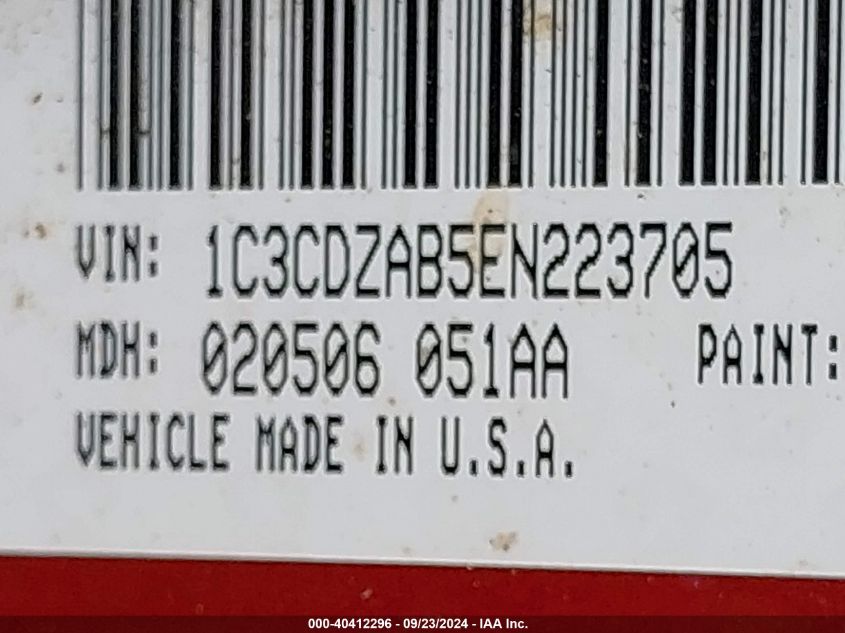 VIN: 1C3CDZAB5EN223705
MDH: 020506 051AA PAINT:
VEHICLE MADE IN U.S.A.
000-40412296 - 09/23/2024 - IAA Inc.